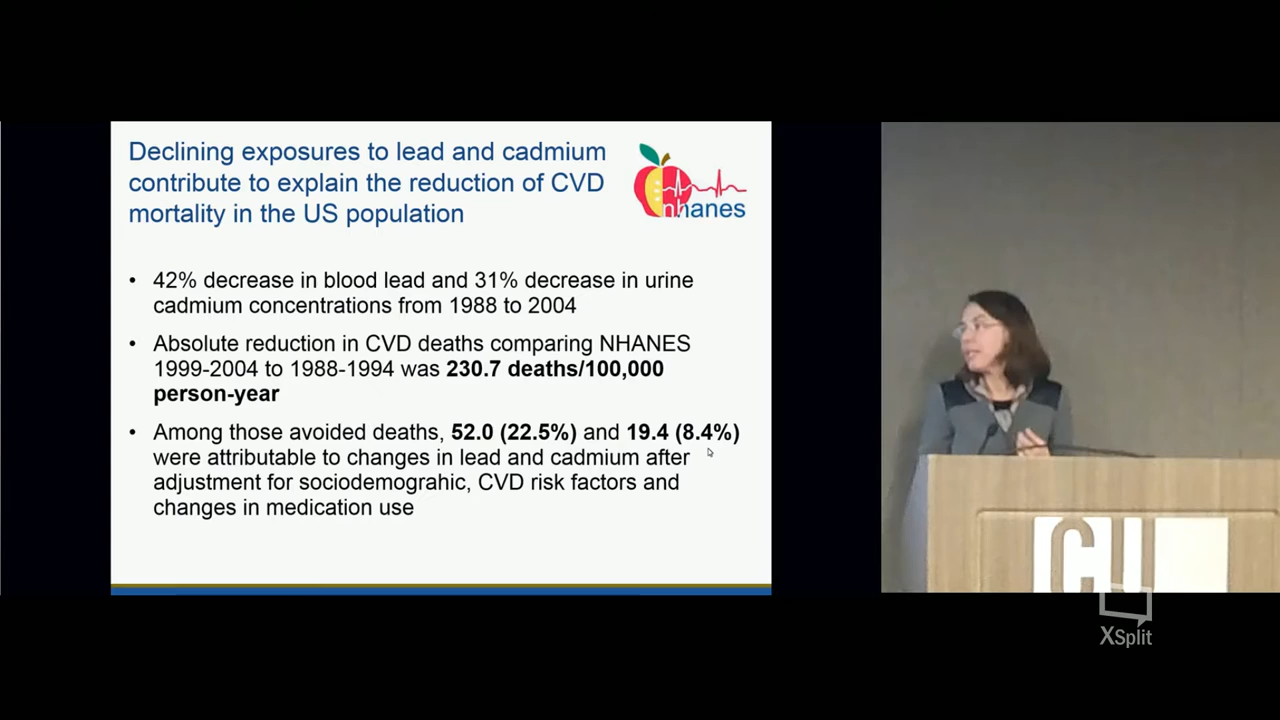 Declining exposures to lead and cadmium
contribute to explain the reduction of CVD
mortality in the US population
nhanes
• 42% decrease in blood lead and 31% decrease in urine
cadmium concentrations from 1988 to 2004
• Absolute reduction in CVD deaths comparing NHANES
1999-2004 to 1988-1994 was 230.7 deaths/100,000
person-year
• Among those avoided deaths, 52.0 (22.5%) and 19.4 (8.4%)
were attributable to changes in lead and cadmium after
adjustment for sociodemograhic, CVD risk factors and
changes in medication use
CU
XSplit